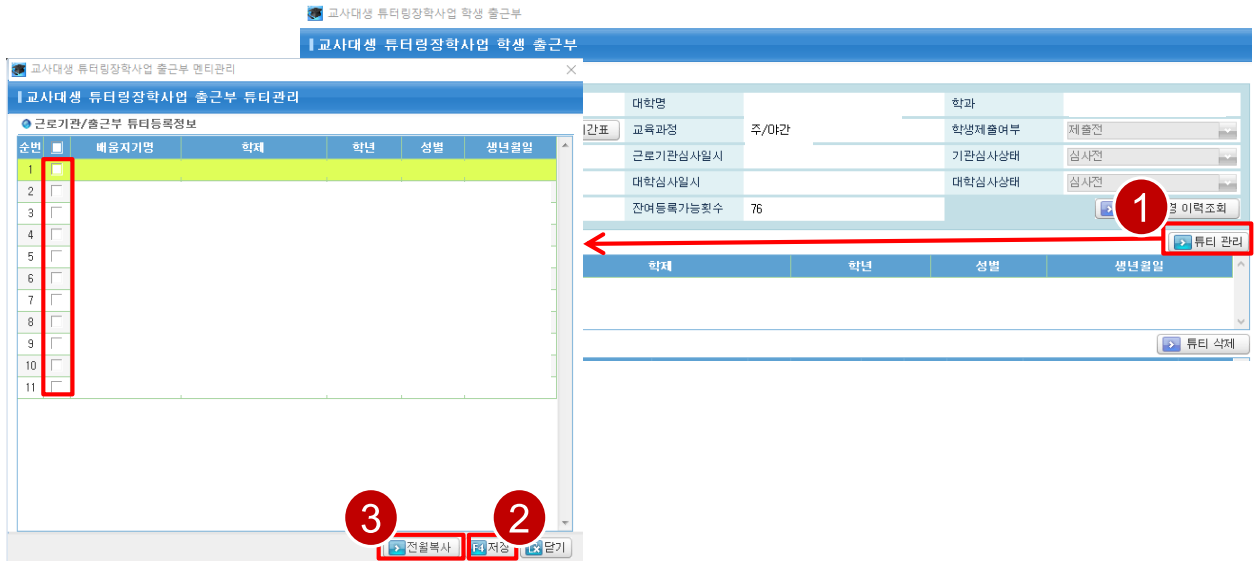 교사대생 튜터링장학사업 학생 출근부
교사대생 튜터링장학사업 학생 출근부
대학명 학과
간표 교육과정 주/야간 학생제출여부 제출전
근로기관심사일시 기관심사상태 심사전
대학심사일시 대학심사상태 심사전
잔여등록가능횟수 76 이력조회
1
튜티 관리
학제 학년 성별 생년월일
튜티 삭제
교사대생 튜터링장학사업 출근부 멘티관리
교사대생 튜터링장학사업 출근부 튜티관리
근로기관/출근부 튜티등록정보
순번 배움지기명 학제 학년 성별 생년월일
1
2
3
4
5
6
7
8
9
10
11
3 2
전월복사 F4 저장 닫기